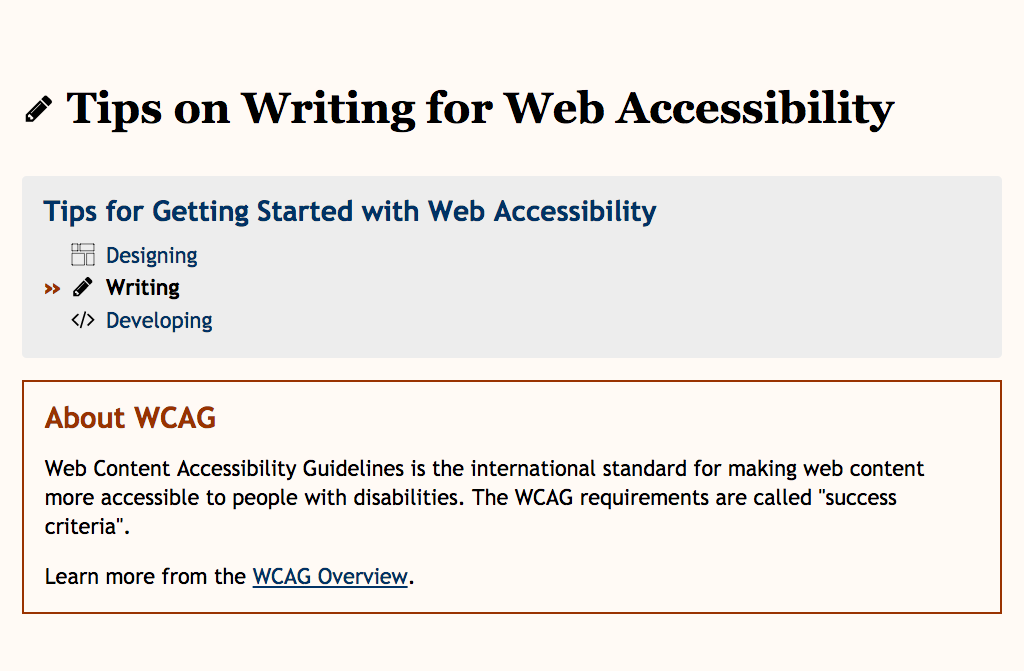 Tips on Writing for Web Accessibility
Tips for Getting Started with Web Accessibility
Designing
» Writing
</> Developing
About WCAG
Web Content Accessibility Guidelines is the international standard for making web content
more accessible to people with disabilities. The WCAG requirements are called "success
criteria".
Learn more from the WCAG Overview.